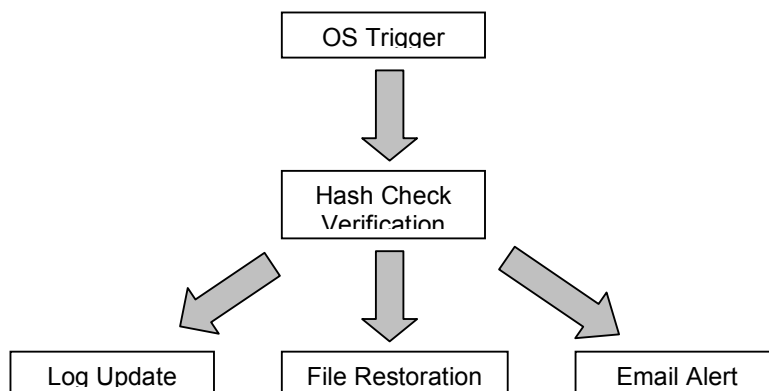 OS Trigger
Hash Check
Verification
Log Update
File Restoration
Email Alert